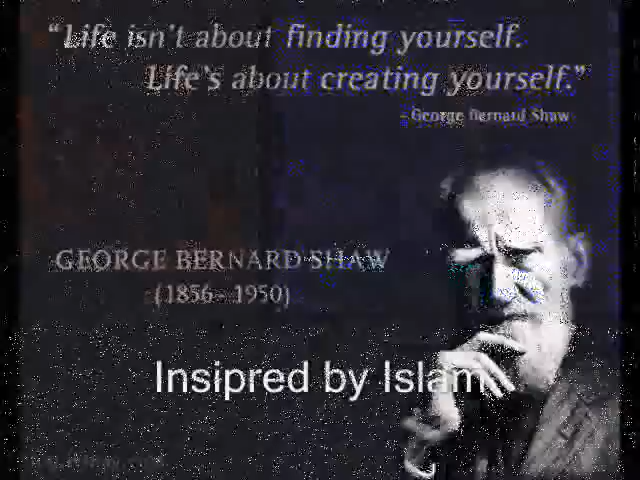 "Life isn't about finding yourself.
Life's about creating yourself."
- George Bernard Shaw
GEORGE BERNARD SHAW
(1856 - 1950)
Insipred by Islam